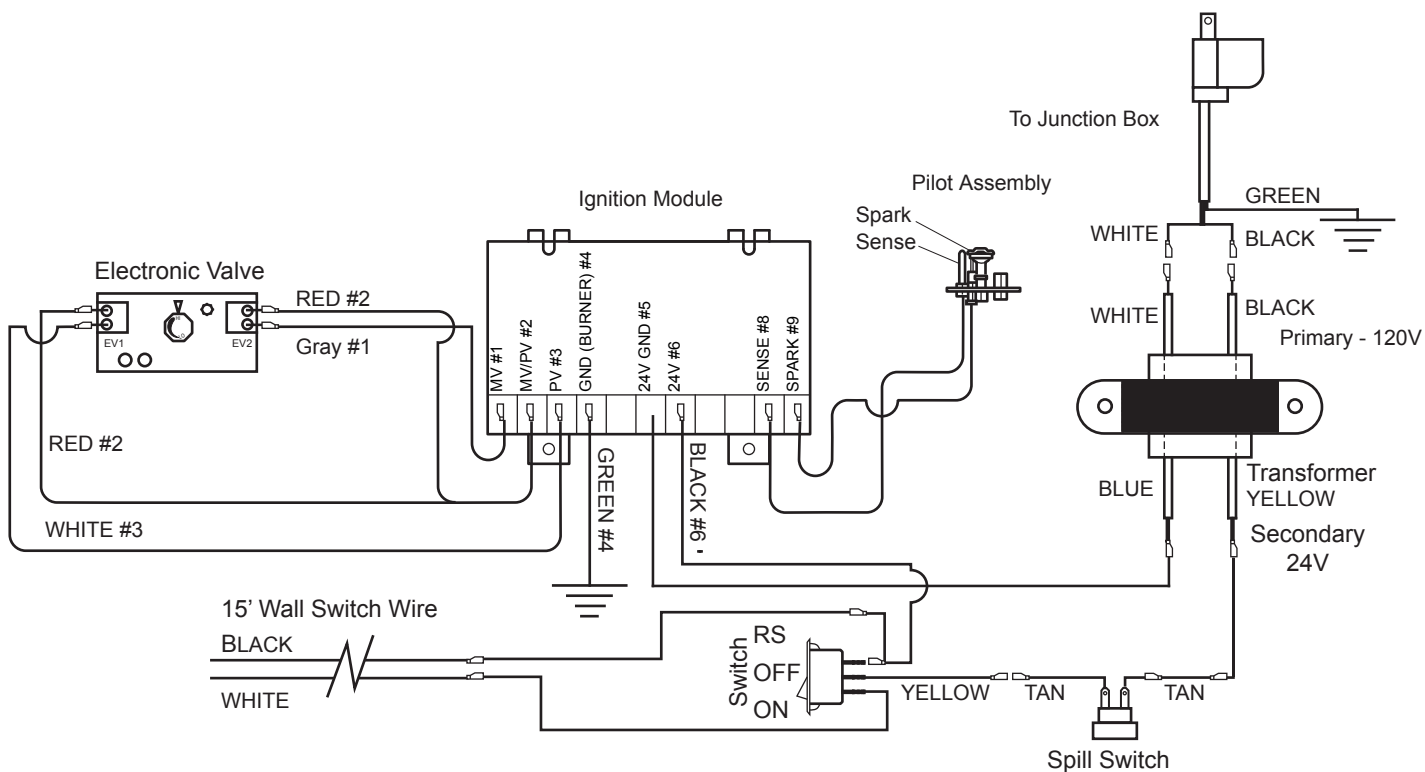 To Junction Box
Pilot Assembly
Ignition Module
GREEN
Spark
Sense
WHITE
BLACK
Electronic Valve
RED #2
Gray #1
EV1
EV2
HI
LO
MV #1
MV/PV #2
PV #3
GND (BURNER) #4
24V GND #5
24V #6
SENSE #8
SPARK #9
WHITE
BLACK
Primary - 120V
RED #2
WHITE #3
GREEN #4
BLACK #6 -
BLUE
Transformer
YELLOW
Secondary
24V
15’ Wall Switch Wire
BLACK
WHITE
Switch
RS
OFF
ON
YELLOW
TAN
TAN
Spill Switch